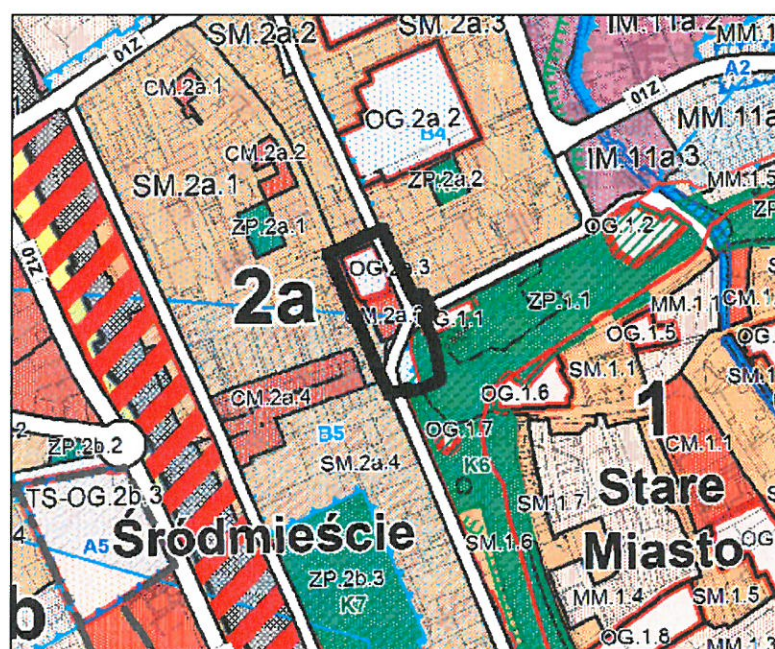 01Z
SM.2a.2
SM.2a.3
IM.11a.2
MM.1
A2
CM.2a.1
OG.2a.2
B4
01Z
MM.11a
IM.11a.3
CM.2a.2
SM.2a.1
ZP.2a.2
MM.1.5
ZP.2a.1
OG.1.2
ZP
01Z
2a
ZP.1.1
MM.1.1
CM.1
OG.1.5
OG.
SM.1.1
SM.1
CM.2a.4
OG.1.6
1
ZP.2b.2
B5
OG.1.7
CM.1.1
SM.2a.4
K6
TS-OG.2b.3
SM.1.7
Stare
A5
Śródmieście
SM.1.6
Miasto
OG
ZP.2b.3
K7
MM.1.4
SM.1.5
b
OG.1.8
MM.1.3